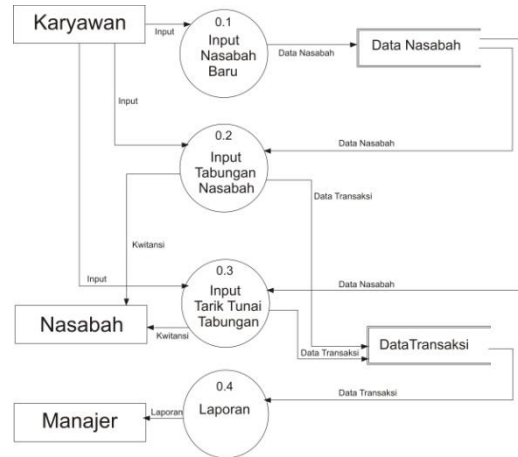 Karyawan
Input
0.1
Input
Nasabah
Baru
Data Nasabah
Data Nasabah
Input
0.2
Input
Tabungan
Nasabah
Data Nasabah
Data Transaksi
Kwitansi
Input
0.3
Input
Tarik Tunai
Tabungan
Data Nasabah
Nasabah
Kwitansi
Data Transaksi
DataTransaksi
0.4
Laporan
Data Transaksi
Manajer
Laporan